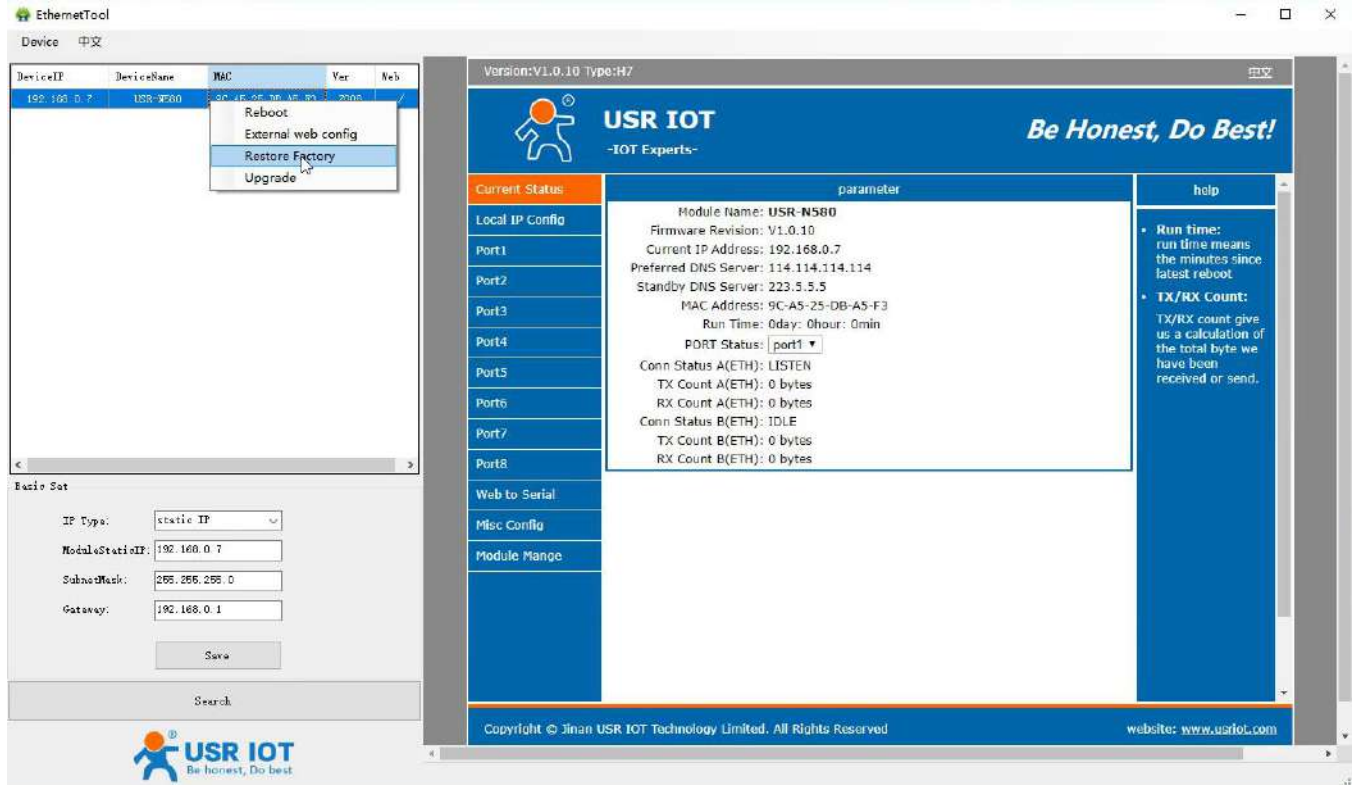 EthernetTool
Device 中文
DeviceIP DeviceName MAC Ver Web
192.168.0.7 USR-N580 9C-A5-25-DB-A5-F3 /
Reboot
External web config
Restore Factory
Upgrade
Basic Set
IP Type: static IP
ModuleStaticIP: 192.168.0.7
SubnetMask: 255.255.255.0
Gateway: 192.168.0.1
Save
Search
USR IOT
Be honest, Do best
Version:V1.0.10 Type:H7 中文
USR IOT
-IOT Experts-
Be Honest, Do Best!
Current Status
Local IP Config
Port1
Port2
Port3
Port4
Port5
Port6
Port7
Port8
Web to Serial
Misc Config
Module Mange
parameter
Module Name: USR-N580
Firmware Revision: V1.0.10
Current IP Address: 192.168.0.7
Preferred DNS Server: 114.114.114.114
Standby DNS Server: 223.5.5.5
MAC Address: 9C-A5-25-DB-A5-F3
Run Time: 0day: 0hour: 0min
PORT Status: port1
Conn Status A(ETH): LISTEN
TX Count A(ETH): 0 bytes
RX Count A(ETH): 0 bytes
Conn Status B(ETH): IDLE
TX Count B(ETH): 0 bytes
RX Count B(ETH): 0 bytes
help
• Run time:
run time means
the minutes since
latest reboot
• TX/RX Count:
TX/RX count give
us a calculation of
the total byte we
have been
received or send.
Copyright © Jinan USR IOT Technology Limited. All Rights Reserved
website: www.usriot.com